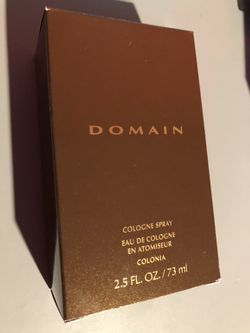 DOMAIN
COLOGNE SPRAY
EAU DE COLOGNE
EN ATOMISEUR
COLONIA
2.5 FL. OZ./73 ml